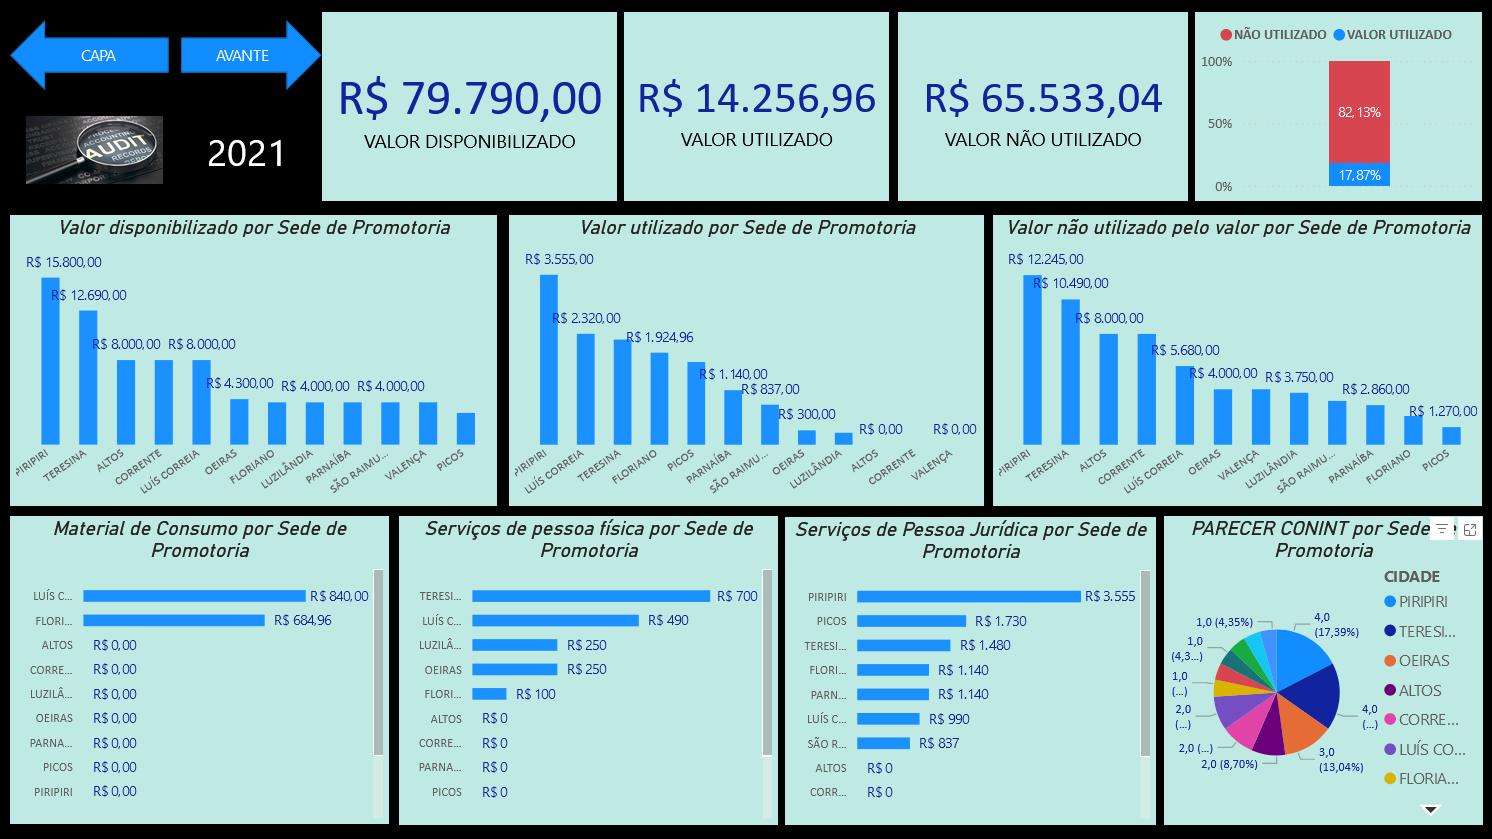 CAPA
AVANTE
AUDIT
ACCOUNTING
RECORDS
2021
R$ 79.790,00
VALOR DISPONIBILIZADO
R$ 14.256,96
VALOR UTILIZADO
R$ 65.533,04
VALOR NÃO UTILIZADO
NÃO UTILIZADO VALOR UTILIZADO
100%
50%
0%
82,13%
17,87%
Valor disponibilizado por Sede de Promotoria
R$ 15.800,00
R$ 12.690,00
R$ 8.000,00
R$ 8.000,00
R$ 4.300,00
R$ 4.000,00
R$ 4.000,00
PIRIPIRI
TERESINA
ALTOS
CORRENTE
LUÍS CORREIA
OEIRAS
FLORIANO
LUZILÂNDIA
PARNAÍBA
SÃO RAIMU...
VALENÇA
PICOS
Valor utilizado por Sede de Promotoria
R$ 3.555,00
R$ 2.320,00
R$ 1.924,96
R$ 1.140,00
R$ 837,00
R$ 300,00
R$ 0,00
R$ 0,00
PIRIPIRI
LUÍS CORREIA
TERESINA
FLORIANO
PICOS
PARNAÍBA
SÃO RAIMU...
OEIRAS
LUZILÂNDIA
ALTOS
CORRENTE
VALENÇA
Valor não utilizado pelo valor por Sede de Promotoria
R$ 12.245,00
R$ 10.490,00
R$ 8.000,00
R$ 5.680,00
R$ 4.000,00
R$ 3.750,00
R$ 2.860,00
R$ 1.270,00
PIRIPIRI
TERESINA
ALTOS
CORRENTE
LUÍS CORREIA
OEIRAS
VALENÇA
LUZILÂNDIA
SÃO RAIMU...
PARNAÍBA
FLORIANO
PICOS
Material de Consumo por Sede de
Promotoria
LUÍS C... R$ 840,00
FLORI... R$ 684,96
ALTOS R$ 0,00
CORRE... R$ 0,00
LUZILÂ... R$ 0,00
OEIRAS R$ 0,00
PARNA... R$ 0,00
PICOS R$ 0,00
PIRIPIRI R$ 0,00
Serviços de pessoa física por Sede de
Promotoria
TERESI... R$ 700
LUÍS C... R$ 490
LUZILÂ... R$ 250
OEIRAS R$ 250
FLORI... R$ 100
ALTOS R$ 0
CORRE... R$ 0
PARNA... R$ 0
PICOS R$ 0
Serviços de Pessoa Jurídica por Sede de
Promotoria
PIRIPIRI R$ 3.555
PICOS R$ 1.730
TERESI... R$ 1.480
FLORI... R$ 1.140
PARN... R$ 1.140
LUÍS C... R$ 990
SÃO R... R$ 837
ALTOS R$ 0
CORR... R$ 0
PARECER CONINT por Sede
Promotoria
4,0
(17,39%)
4,0
(...)
3,0
(13,04%)
2,0 (8,70%)
2,0 (...)
2,0
(...)
1,0
(...)
1,0
(4,3...)
1,0 (4,35%)
CIDADE
PIRIPIRI
TERESI...
OEIRAS
ALTOS
CORRE...
LUÍS CO...
FLORIA...